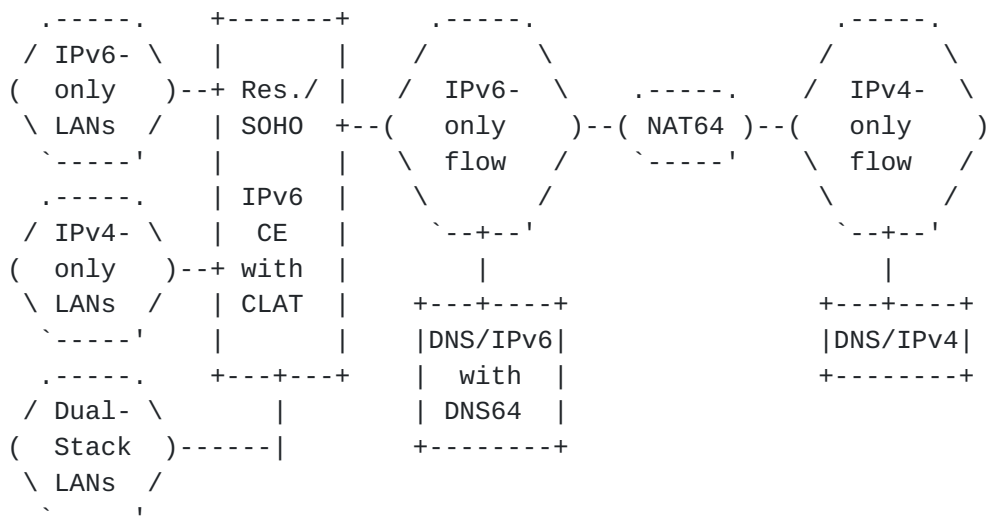 IPv6-
only
LANs
Res./
SOHO
IPv6
CE
with
CLAT
IPv4-
only
LANs
Dual-
Stack
LANs
IPv6-
only
flow
DNS/IPv6
with
DNS64
NAT64
IPv4-
only
flow
DNS/IPv4